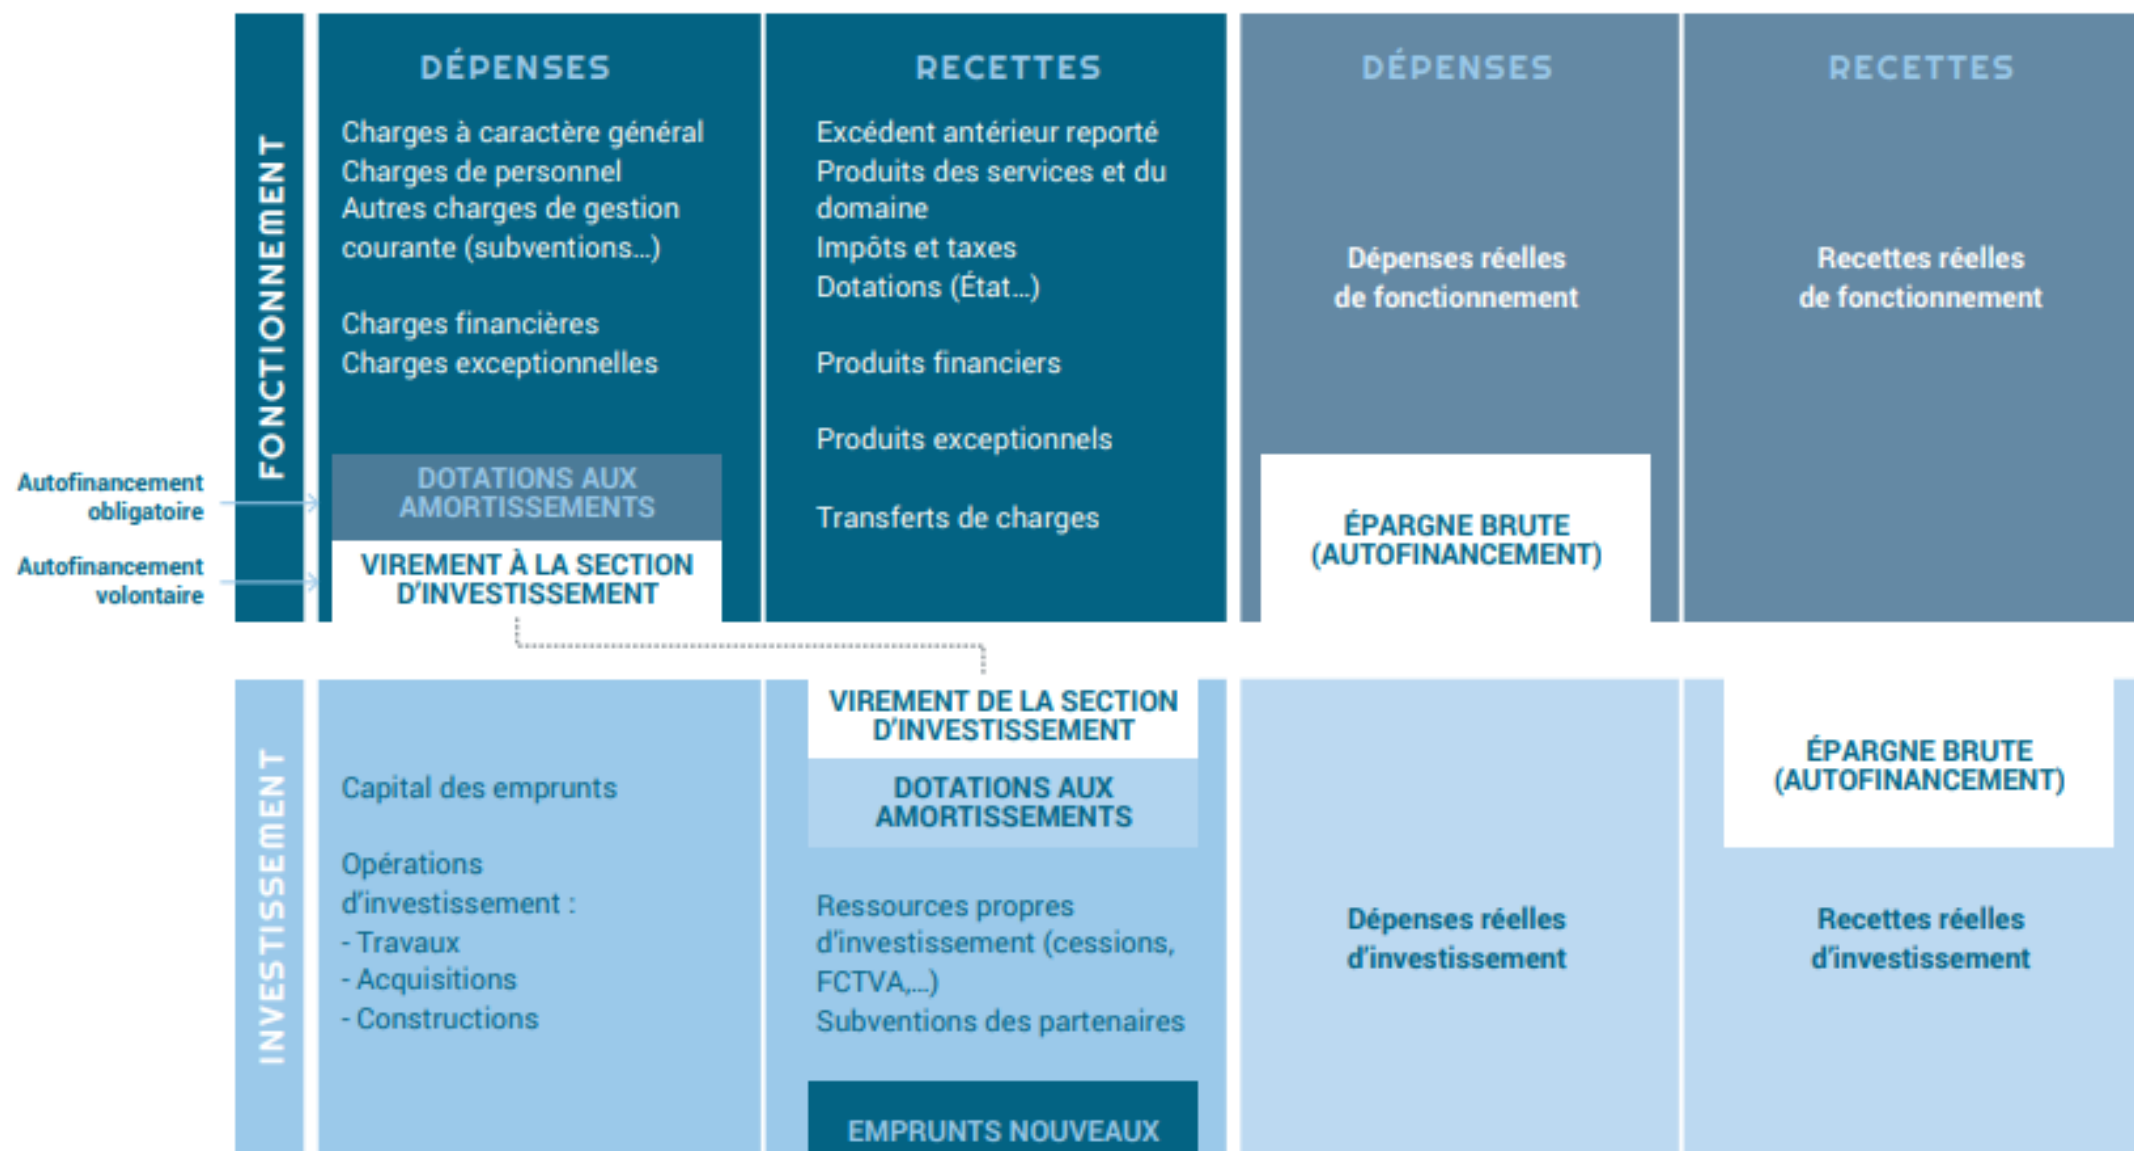 DÉPENSES
RECETTES
DÉPENSES
RECETTES
FONCTIONNEMENT
Charges à caractère général
Charges de personnel
Autres charges de gestion
courante (subventions...)
Charges financières
Charges exceptionnelles
DOTATIONS AUX
AMORTISSEMENTS
VIREMENT À LA SECTION
D'INVESTISSEMENT
Autofinancement
obligatoire
Autofinancement
volontaire
Excédent antérieur reporté
Produits des services et du
domaine
Impôts et taxes
Dotations (État...)
Produits financiers
Produits exceptionnels
Transferts de charges
Dépenses réelles
de fonctionnement
ÉPARGNE BRUTE
(AUTOFINANCEMENT)
Recettes réelles
de fonctionnement
INVESTISSEMENT
Capital des emprunts
Opérations
d'investissement :
- Travaux
- Acquisitions
- Constructions
VIREMENT DE LA SECTION
D'INVESTISSEMENT
DOTATIONS AUX
AMORTISSEMENTS
Ressources propres
d'investissement (cessions,
FCTVA,...)
Subventions des partenaires
EMPRUNTS NOUVEAUX
Dépenses réelles
d'investissement
ÉPARGNE BRUTE
(AUTOFINANCEMENT)
Recettes réelles
d'investissement